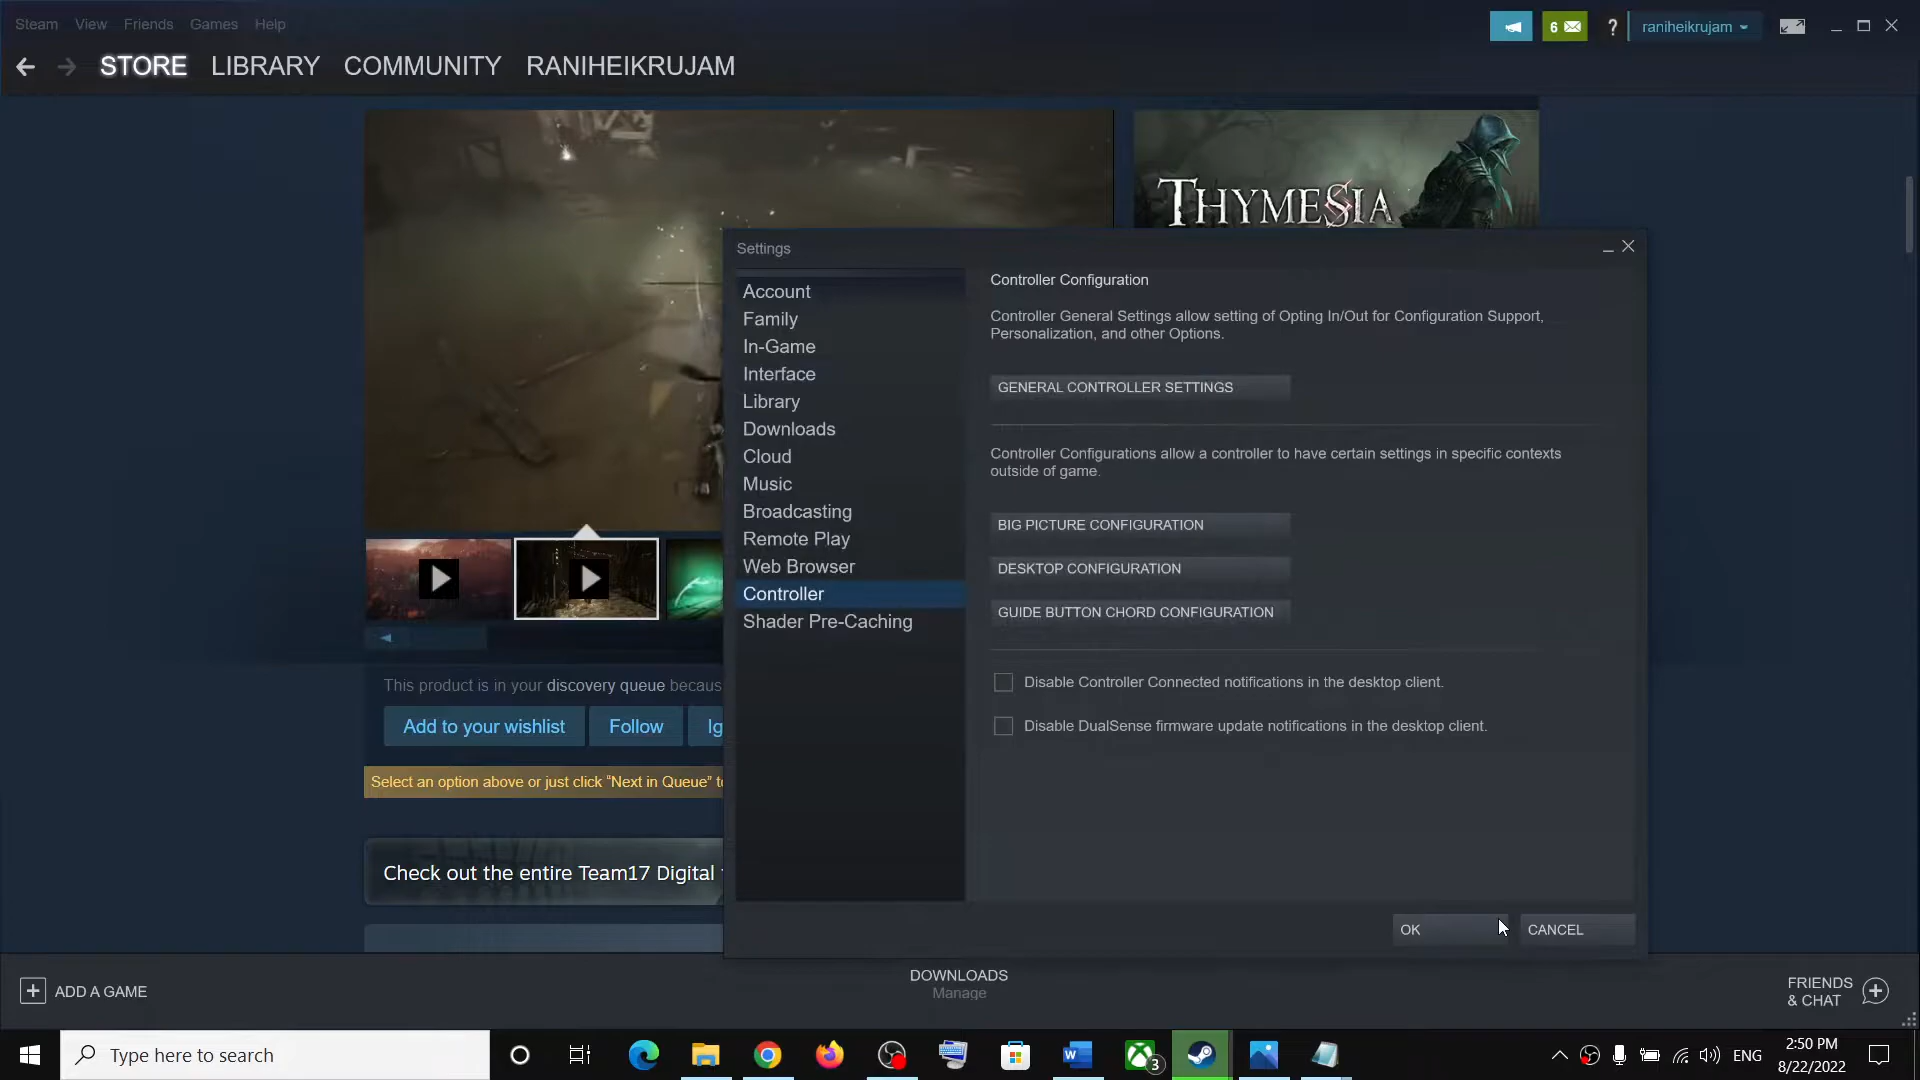 Steam View Friends Games Help
6 ? raniheikrujam
STORE LIBRARY COMMUNITY RANIHEIKRUJAM
THYMESIA
Settings
Account
Family
In-Game
Interface
Library
Downloads
Cloud
Music
Broadcasting
Remote Play
Web Browser
Controller
Shader Pre-Caching
Controller Configuration
Controller General Settings allow setting of Opting In/Out for Configuration Support,
Personalization, and other Options.
GENERAL CONTROLLER SETTINGS
Controller Configurations allow a controller to have certain settings in specific contexts
outside of game.
BIG PICTURE CONFIGURATION
DESKTOP CONFIGURATION
GUIDE BUTTON CHORD CONFIGURATION
Disable Controller Connected notifications in the desktop client.
Disable DualSense firmware update notifications in the desktop client.
OK CANCEL
This product is in your discovery queue becaus
Add to your wishlist Follow Ig
Select an option above or just click “Next in Queue” to
Check out the entire Team17 Digital
+ ADD A GAME
DOWNLOADS
Manage
FRIENDS
& CHAT
Type here to search
3
ENG
2:50 PM
8/22/2022